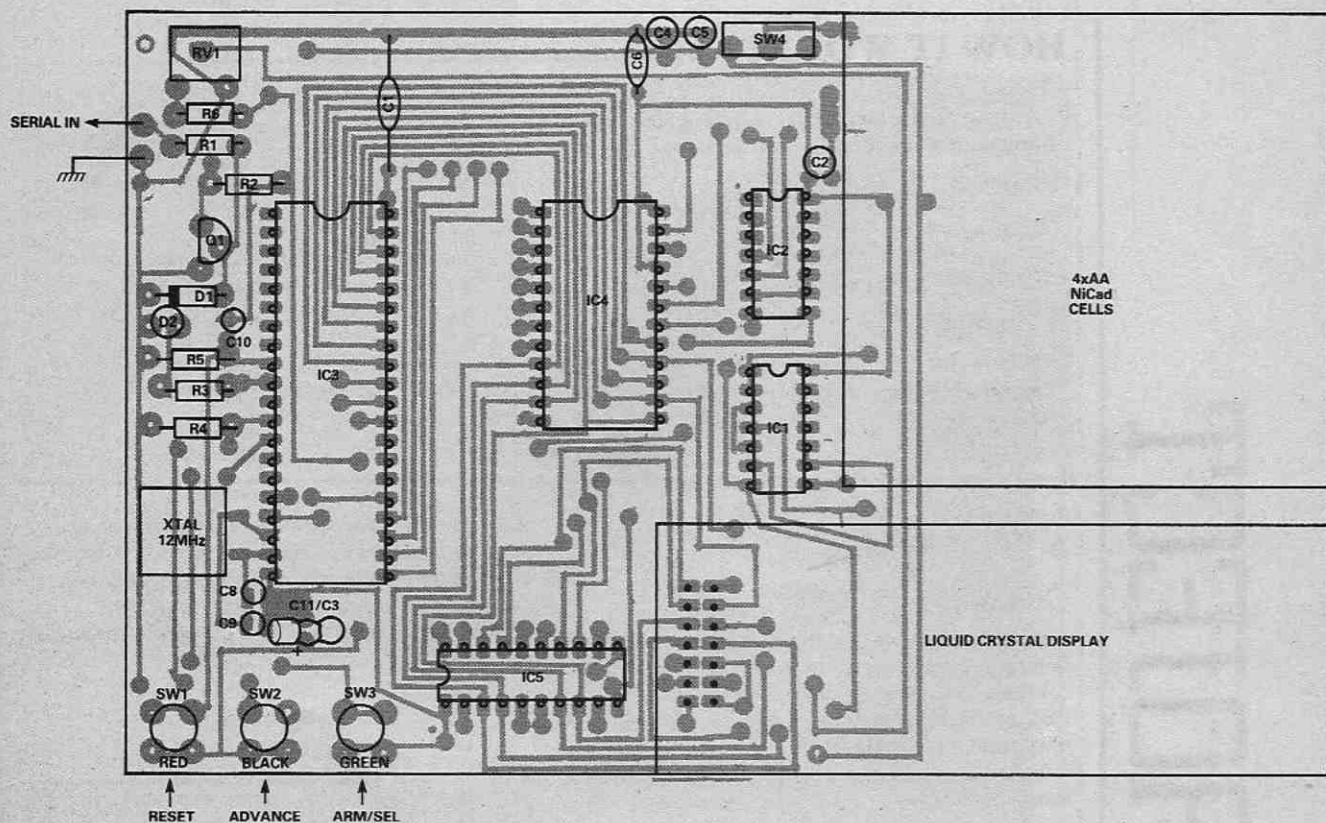 C4
C5
SW4
RV1
C6
C1
R6
SERIAL IN
R1
C2
R2
Q1
IC2
4xAA
NiCad
CELLS
D1
IC4
D2
C10
R5
IC3
R3
R4
IC1
XTAL
12MHz
C8
C11/C3
C9
+
LIQUID CRYSTAL DISPLAY
IC5
SW1
SW2
SW3
RED
BLACK
GREEN
RESET
ADVANCE
ARM/SEL